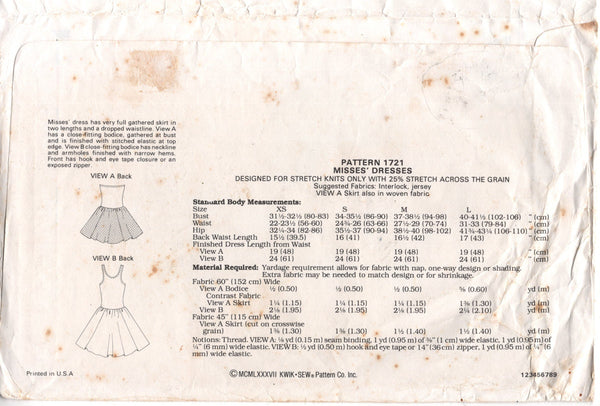 Misses' dress has very full gathered skirt in
two lengths and a dropped waistline. View A
has a close-fitting bodice, gathered at bust
and is finished with stitched elastic at top
edge. View B close-fitting bodice has neckline
and armholes finished with narrow hems.
Front has hook and eye tape closure or an
exposed zipper.
VIEW A Back
VIEW B Back
PATTERN 1721
MISSES' DRESSES
DESIGNED FOR STRETCH KNITS ONLY WITH 25% STRETCH ACROSS THE GRAIN
Suggested Fabrics: Interlock, jersey
VIEW A Skirt also in woven fabric
Standard Body Measurements:
Size XS S M L
Bust 31½-32½ (80-83) 34-35½ (86-90) 37-38½ (94-98) 40-41½ (102-106) " (cm)
Waist 22-23½ (56-60) 24¾-26 (63-66) 27½-29 (70-74) 31-33 (79-84) " (cm)
Hip 32¼-34 (82-86) 35½-37 (90-94) 38½-40 (98-102) 41¾-43¼ (106-110) " (cm)
Back Waist Length 15½ (39.5) 16 (41) 16½ (42) 17 (43) " (cm)
Finished Dress Length from Waist
View A 19 (48) 19 (48) 19 (48) 19 (48) " (cm)
View B 24 (61) 24 (61) 24 (61) 24 (61) " (cm)
Material Required: Yardage requirement allows for fabric with nap, one-way design or shading.
Extra fabric may be needed to match design or for shrinkage.
Fabric 60" (152 cm) Wide
View A Bodice ½ (0.50) ½ (0.50) ½ (0.50) ⅝ (0.60) yd (m)
Contrast Fabric
View A Skirt 1¼ (1.15) 1¼ (1.15) 1¼ (1.15) 1⅜ (1.30) yd (m)
View B 2⅛ (1.95) 2⅛ (1.95) 2⅛ (1.95) 2¼ (2.10) yd (m)
Fabric 45" (115 cm) Wide
View A Skirt (cut on crosswise
grain) 1⅜ (1.30) 1⅜ (1.30) 1½ (1.40) 1½ (1.40) yd (m)
Notions: Thread. VIEW A: ¼ yd (0.15 m) seam binding, 1 yd (0.95 m) of ⅜" (1 cm) wide elastic, 1 yd (0.95 m) of
¼" (6 mm) wide elastic. VIEW B: ½ yd (0.50 m) hook and eye tape or 14" (36 cm) zipper, 1 yd (0.95 m) of ¼" (6
mm) wide elastic.
Printed in U.S.A
©MCMLXXXVII KWIK•SEW® Pattern Co. Inc.
123456789